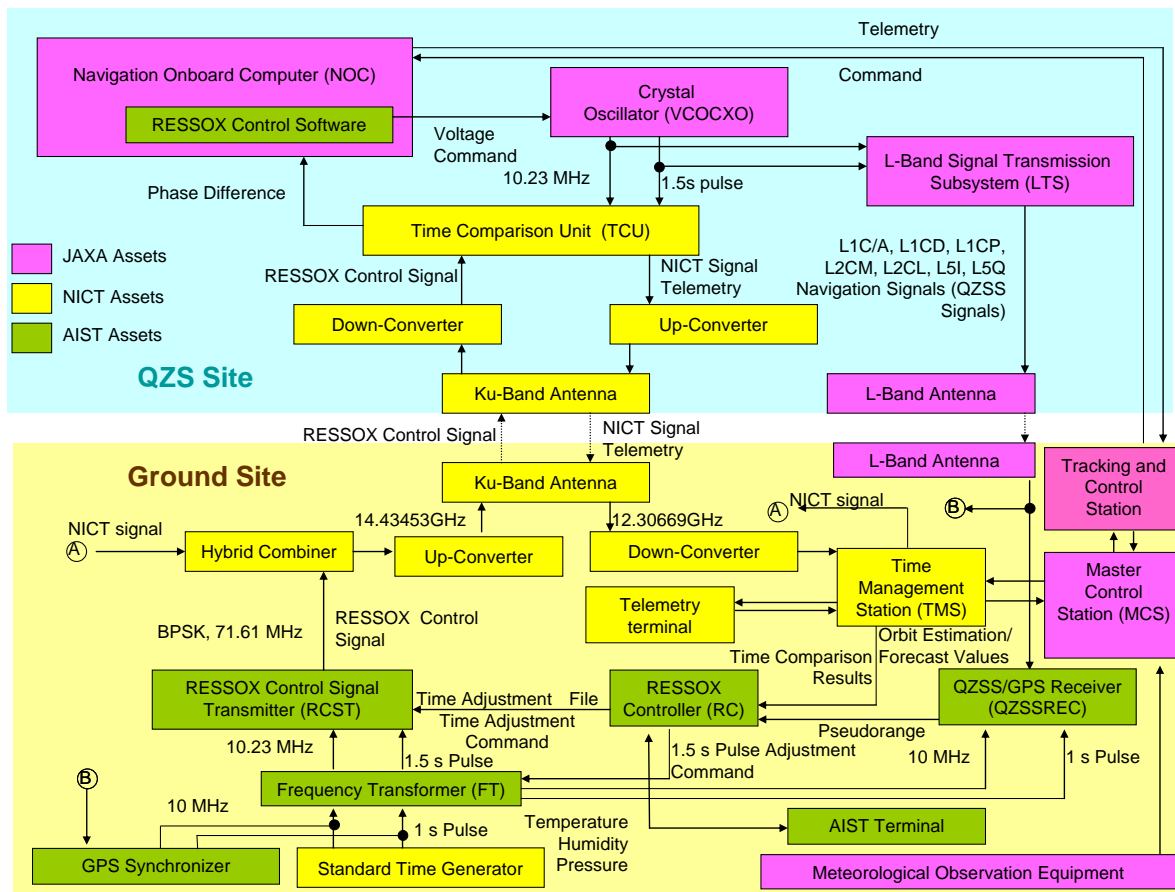 Telemetry
Navigation Onboard Computer (NOC)
Command
Crystal
Oscillator (VCOCXO)
RESSOX Control Software
Voltage
Command
L-Band Signal Transmission
Subsystem (LTS)
10.23 MHz
1.5s pulse
Phase Difference
Time Comparison Unit (TCU)
JAXA Assets
NICT Assets
AIST Assets
RESSOX Control Signal
NICT Signal
Telemetry
L1C/A, L1CD, L1CP,
L2CM, L2CL, L5I, L5Q
Navigation Signals (QZSS
Signals)
Down-Converter
Up-Converter
QZS Site
Ku-Band Antenna
L-Band Antenna
RESSOX Control Signal
NICT Signal
Telemetry
Ground Site
Ku-Band Antenna
L-Band Antenna
Tracking and
Control
Station
NICT signal
A
14.43453GHz
12.30669GHz
NICT signal
A
B
Hybrid Combiner
Up-Converter
Down-Converter
Time
Management
Station (TMS)
Master
Control
Station (MCS)
Telemetry
terminal
BPSK, 71.61 MHz
RESSOX Control
Signal
Orbit Estimation/
Forecast Values
Time Comparison
Results
RESSOX Control Signal
Transmitter (RCST)
Time Adjustment File
Time Adjustment
Command
RESSOX
Controller (RC)
QZSS/GPS Receiver
(QZSSREC)
Pseudorange
10.23 MHz
1.5 s Pulse
1.5 s Pulse Adjustment
Command
10 MHz
1 s Pulse
B
Frequency Transformer (FT)
10 MHz
1 s Pulse
Temperature
Humidity
Pressure
AIST Terminal
GPS Synchronizer
Standard Time Generator
Meteorological Observation Equipment